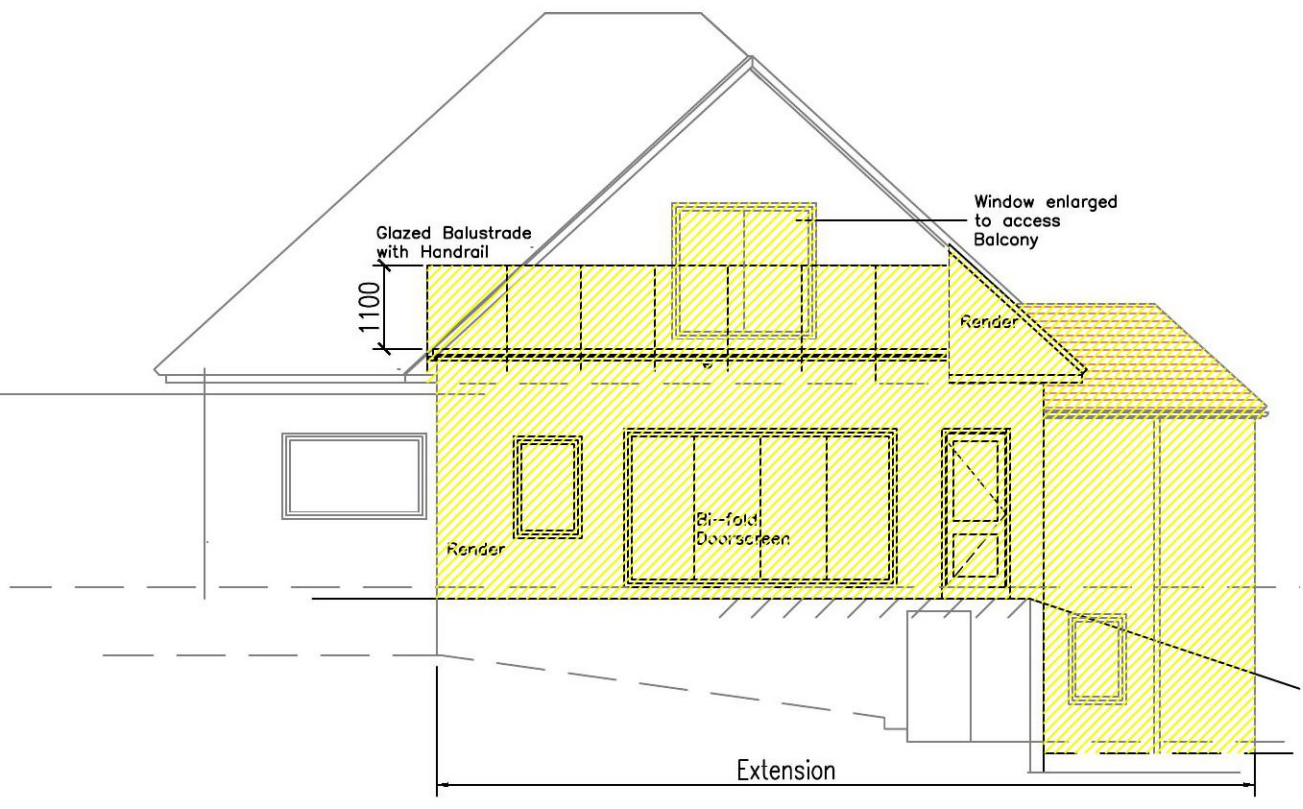 Window enlarged
to access
Balcony
Glazed Balustrade
with Handrail
1100
Render
Bi-fold
Doorscreen
Render
Extension